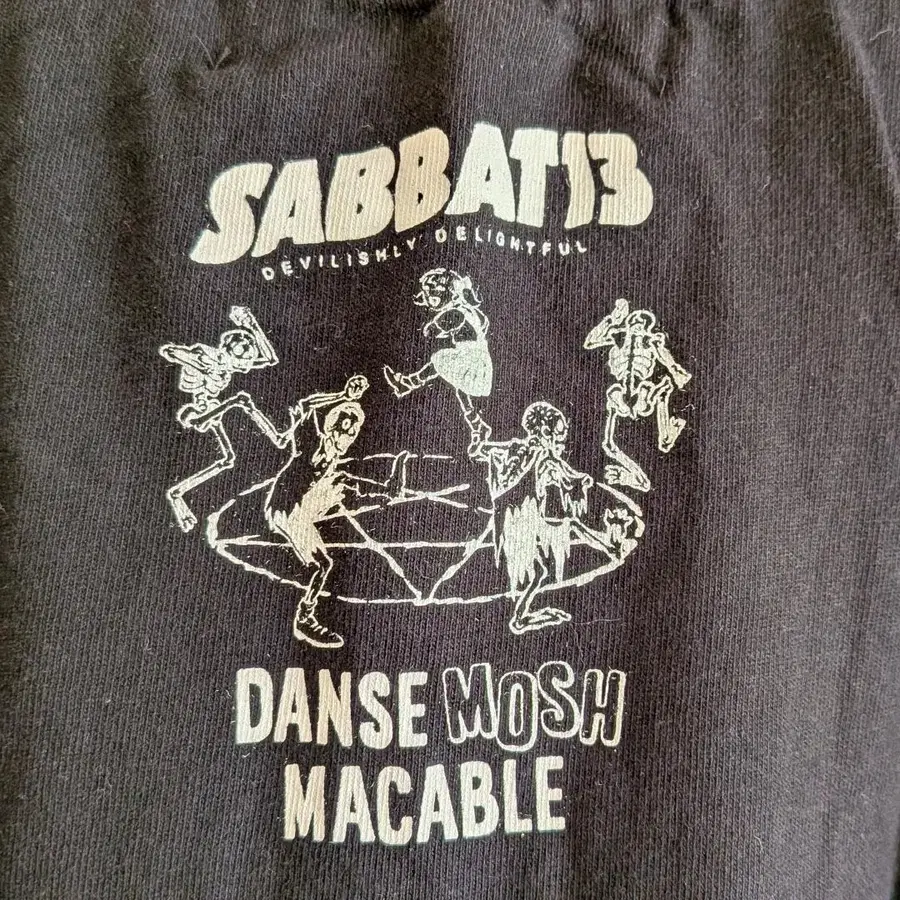 SABBAT13
DEVILISHLY DELIGHTFUL
DANSE MOSH
MACABLE